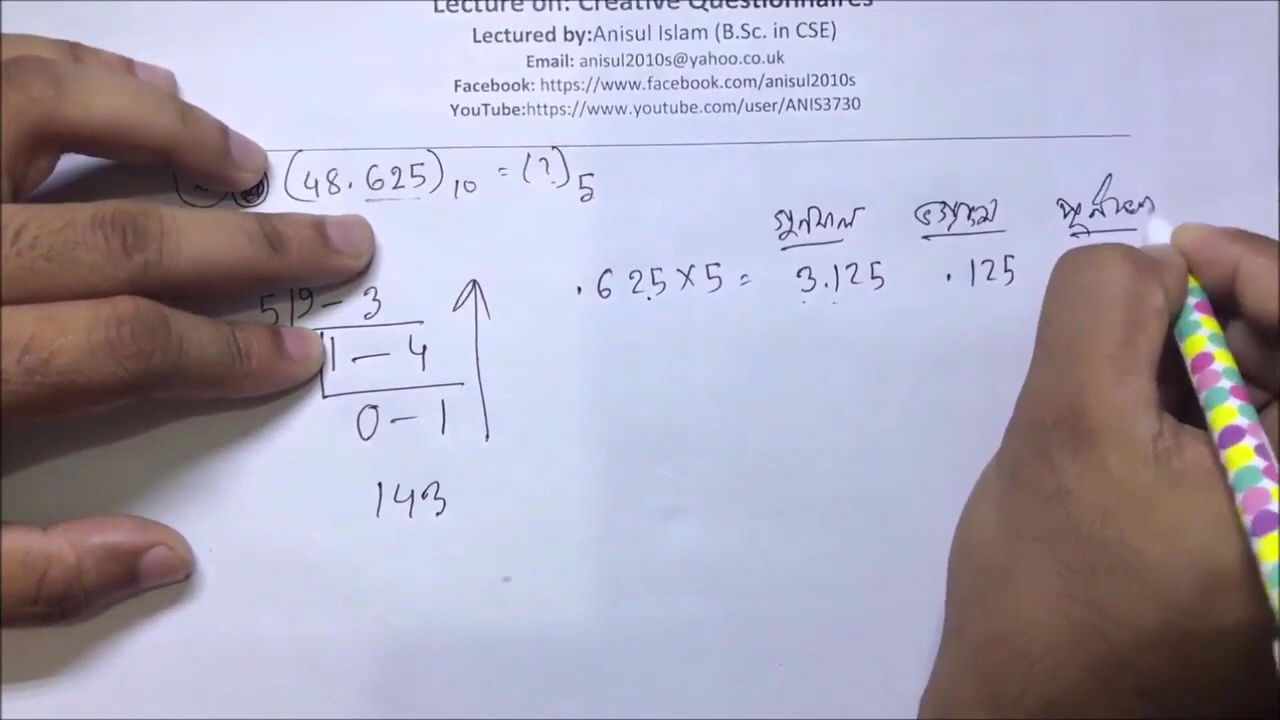 Lecture on: Creative Questionnaires
Lectured by:Anisul Islam (B.Sc. in CSE)
Email: anisul2010s@yahoo.co.uk
Facebook: https://www.facebook.com/anisul2010s
YouTube:https://www.youtube.com/user/ANIS3730
(48.625)10 = (?)5
গুণফল ভগ্নাংশ পূর্ণাংশ
.625×5= 3.125 .125
5|9-3
1-4
0-1
143